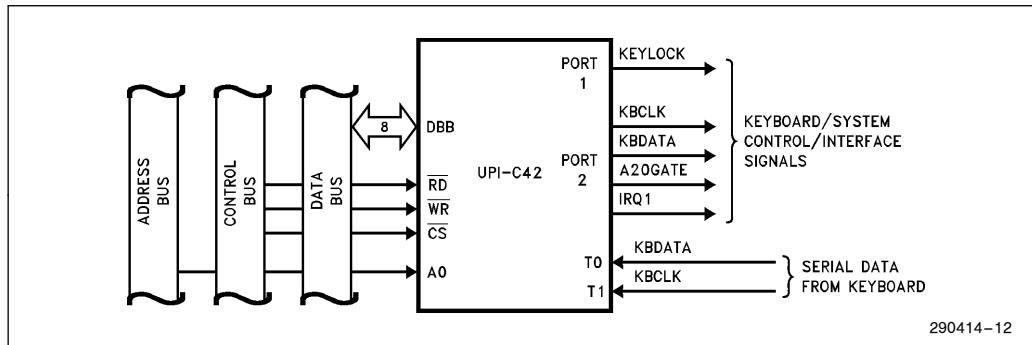 ADDRESS
BUS
CONTROL
BUS
DATA
BUS
8
DBB
RD
WR
CS
A0
UPI-C42
PORT
1
PORT
2
T0
T1
KEYLOCK
KBCLK
KBDATA
A20GATE
IRQ1
KBDATA
KBCLK
KEYBOARD/SYSTEM
CONTROL/INTERFACE
SIGNALS
SERIAL DATA
FROM KEYBOARD
290414–12